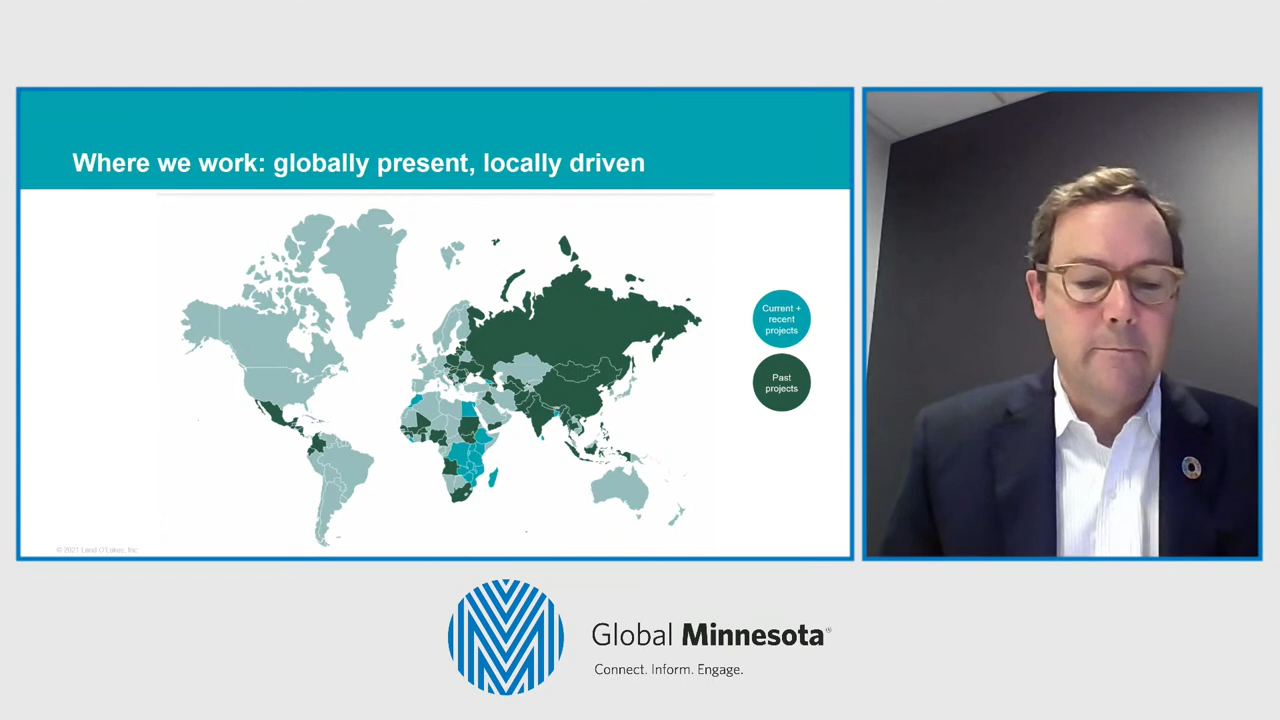 Where we work: globally present, locally driven
Current +
recent
projects
Past
projects
© 2021 Land O'Lakes, Inc.
Global Minnesota®
Connect. Inform. Engage.